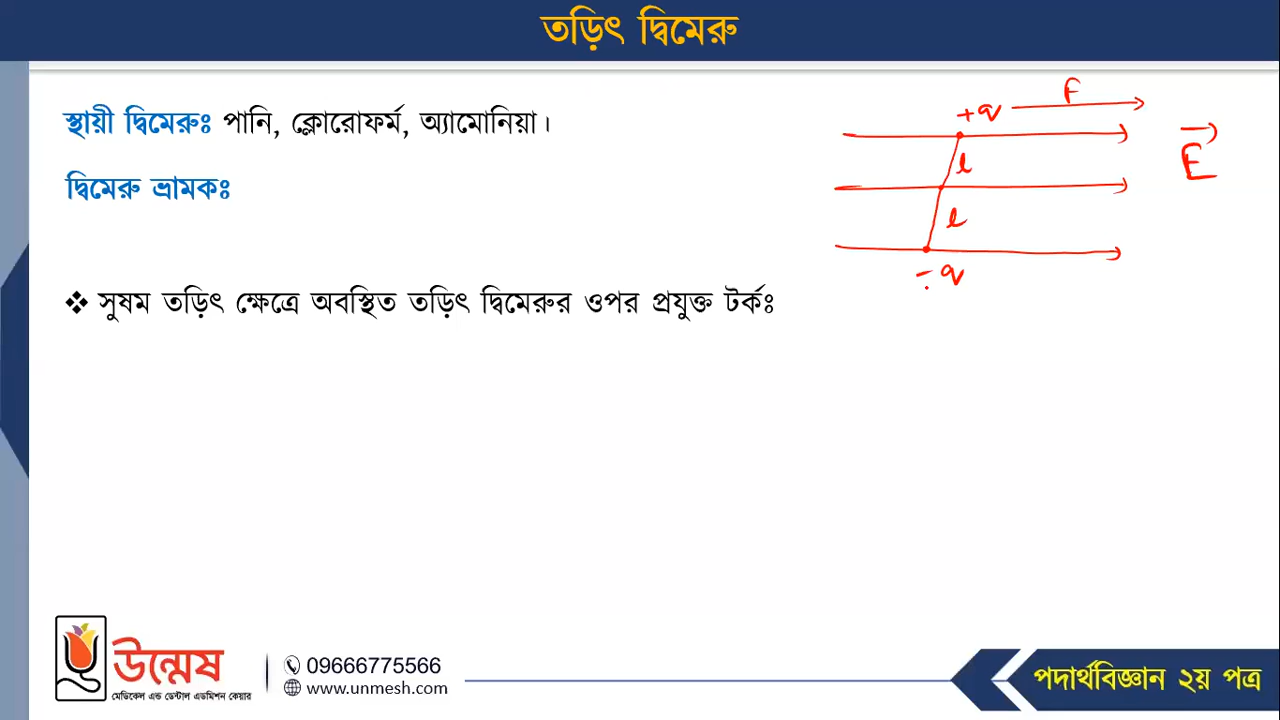 তড়িৎ দ্বিমেরু
স্থায়ী দ্বিমেরুঃ পানি, ক্লোরোফর্ম, অ্যামোনিয়া।
দ্বিমেরু ভ্রামকঃ
+q F
l
E
l
-q
❖ সুষম তড়িৎ ক্ষেত্রে অবস্থিত তড়িৎ দ্বিমেরুর ওপর প্রযুক্ত টর্কঃ
উন্মেষ
মেডিকেল এন্ড ডেন্টাল এডমিশন কেয়ার
09666775566
www.unmesh.com
পদার্থবিজ্ঞান ২য় পত্র